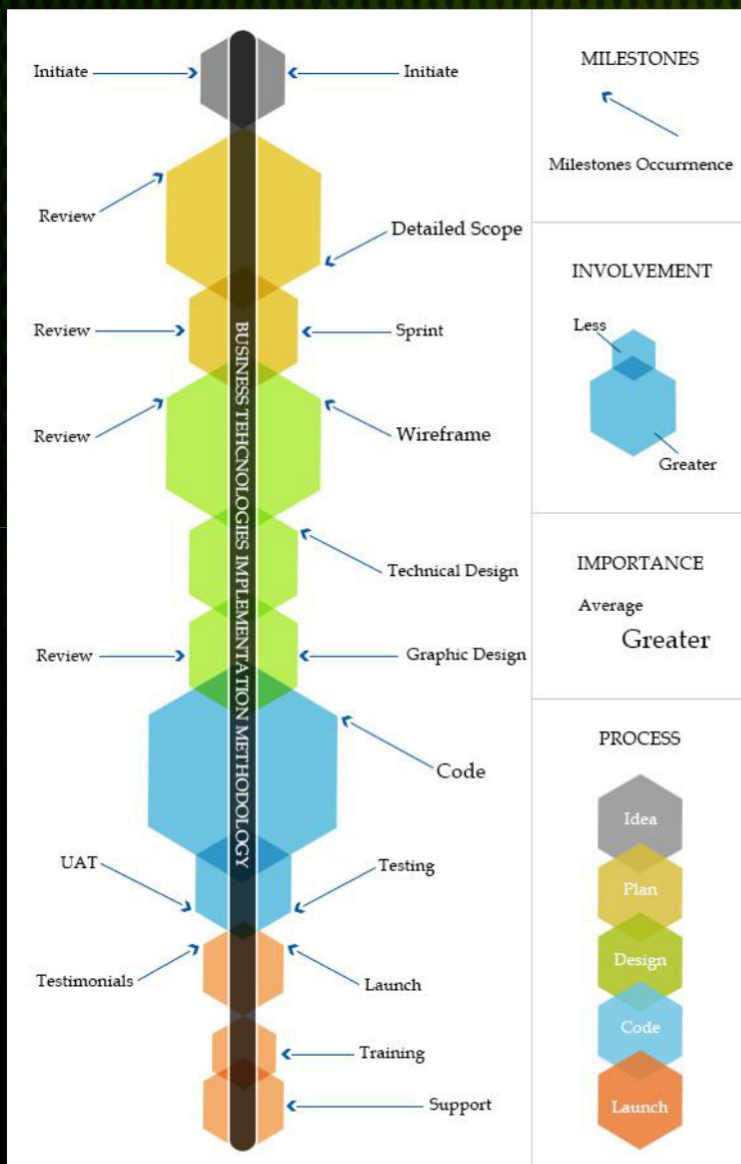 Initiate
Initiate
Review
Detailed Scope
Review
Sprint
Review
Wireframe
Technical Design
Review
Graphic Design
Code
UAT
Testing
Testimonials
Launch
Training
Support
BUSINESS TEHCNOLOGIES IMPLEMENTATION METHODOLOGY
MILESTONES
Milestones Occurrnence
INVOLVEMENT
Less
Greater
IMPORTANCE
Average
Greater
PROCESS
Idea
Plan
Design
Code
Launch